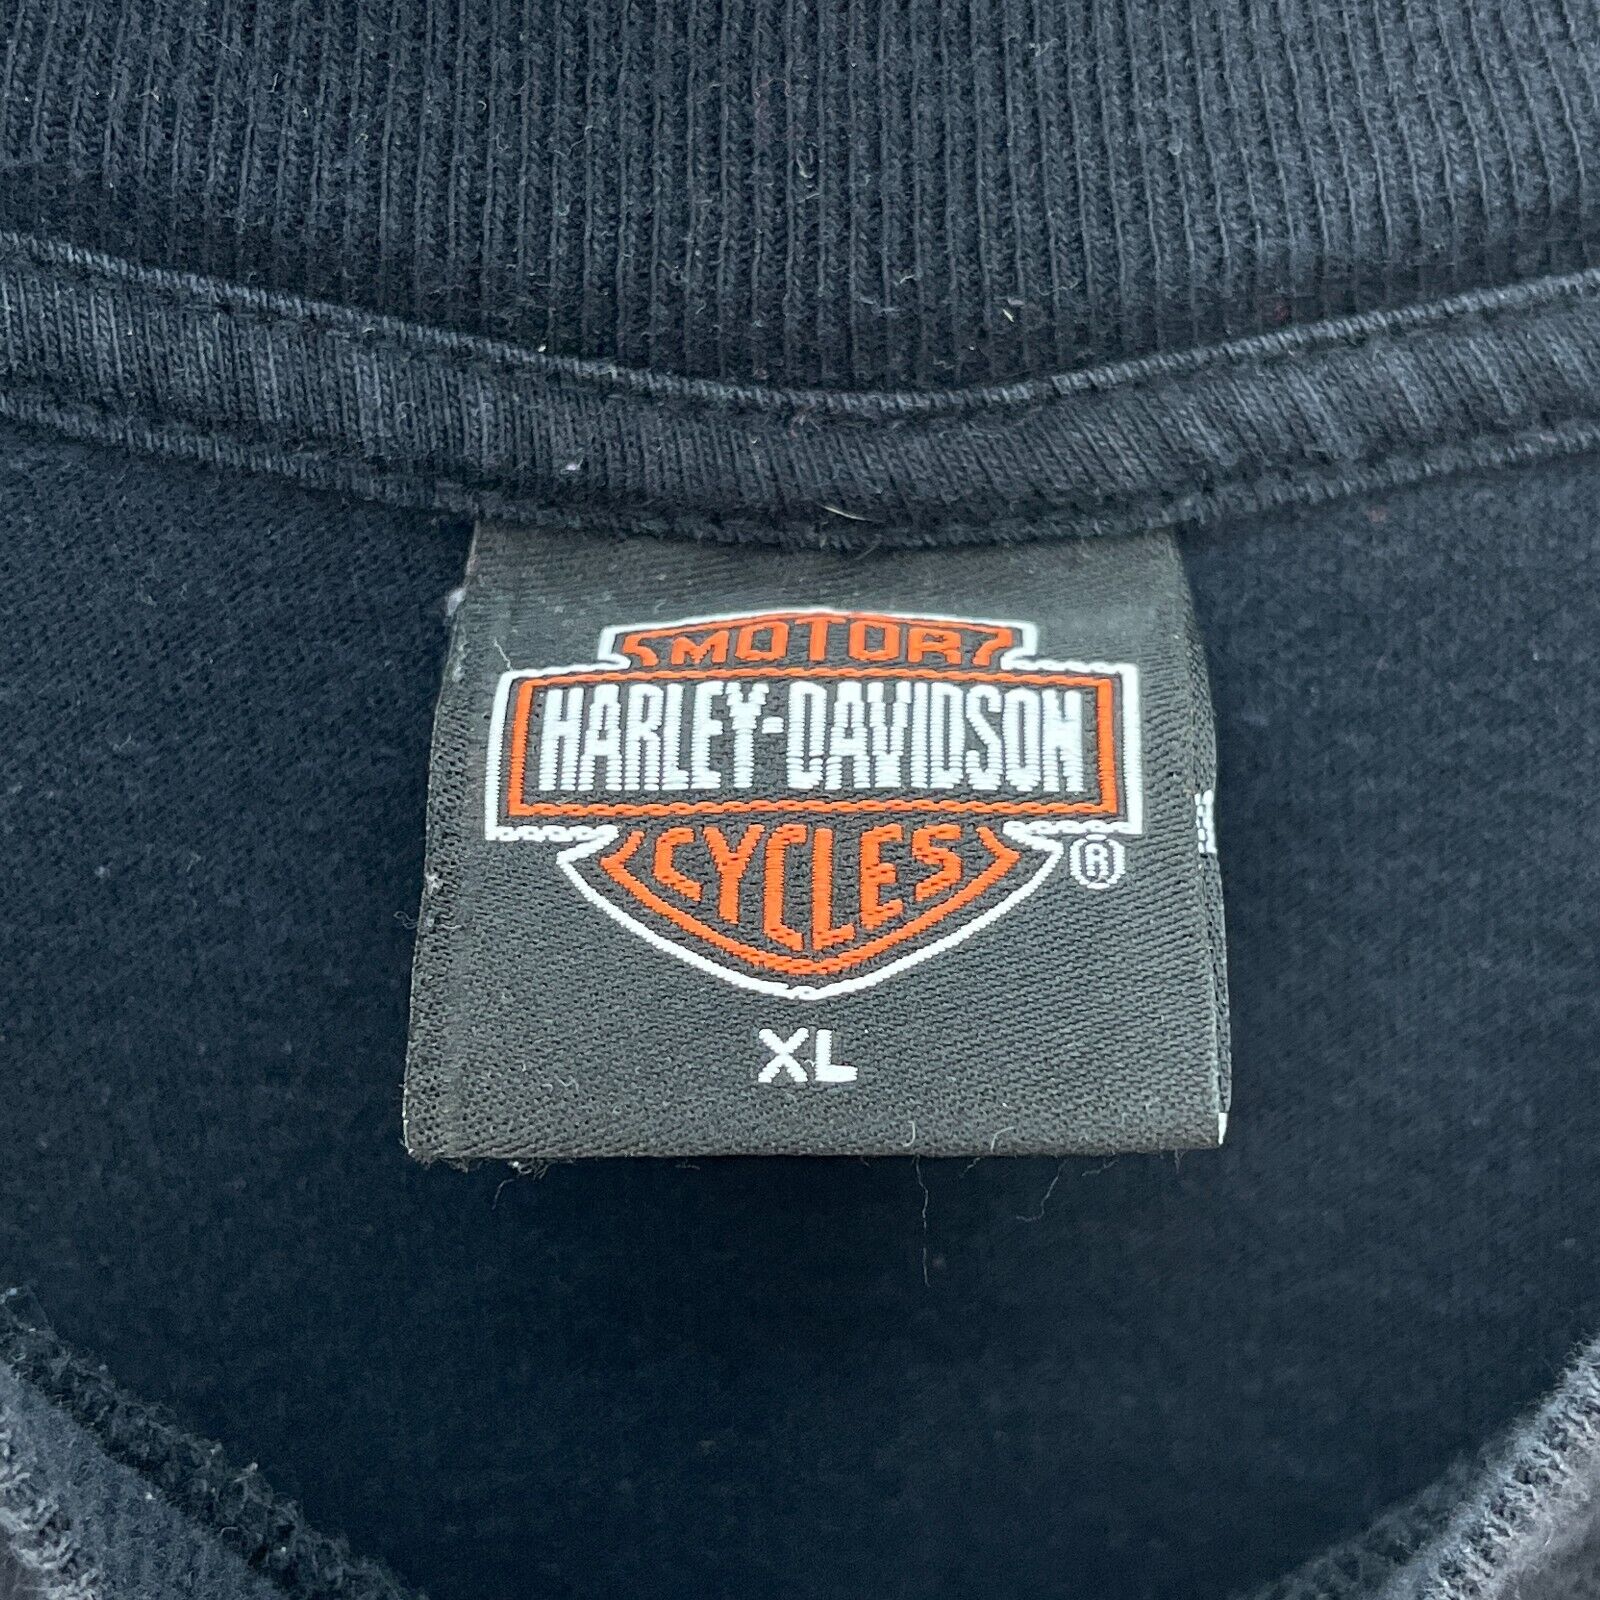 MOTOR
HARLEY-DAVIDSON
CYCLES
®
XL